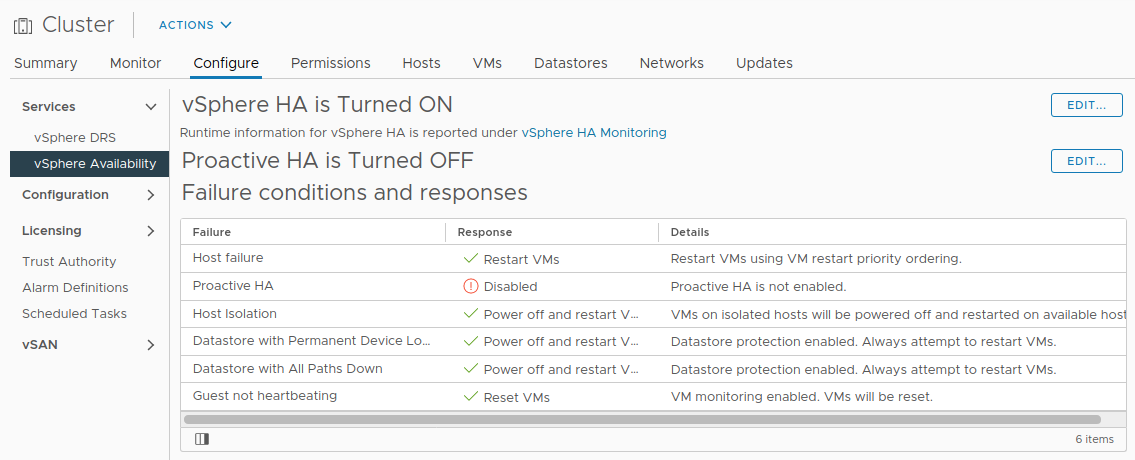 Cluster ACTIONS
Summary Monitor Configure Permissions Hosts VMs Datastores Networks Updates
Services
vSphere DRS
vSphere Availability
Configuration
Licensing
Trust Authority
Alarm Definitions
Scheduled Tasks
vSAN
vSphere HA is Turned ON EDIT...
Runtime information for vSphere HA is reported under vSphere HA Monitoring
Proactive HA is Turned OFF EDIT...
Failure conditions and responses
Failure Response Details
Host failure Restart VMs Restart VMs using VM restart priority ordering.
Proactive HA Disabled Proactive HA is not enabled.
Host Isolation Power off and restart V... VMs on isolated hosts will be powered off and restarted on available host
Datastore with Permanent Device Lo... Power off and restart V... Datastore protection enabled. Always attempt to restart VMs.
Datastore with All Paths Down Power off and restart V... Datastore protection enabled. Always attempt to restart VMs.
Guest not heartbeating Reset VMs VM monitoring enabled. VMs will be reset.
6 items